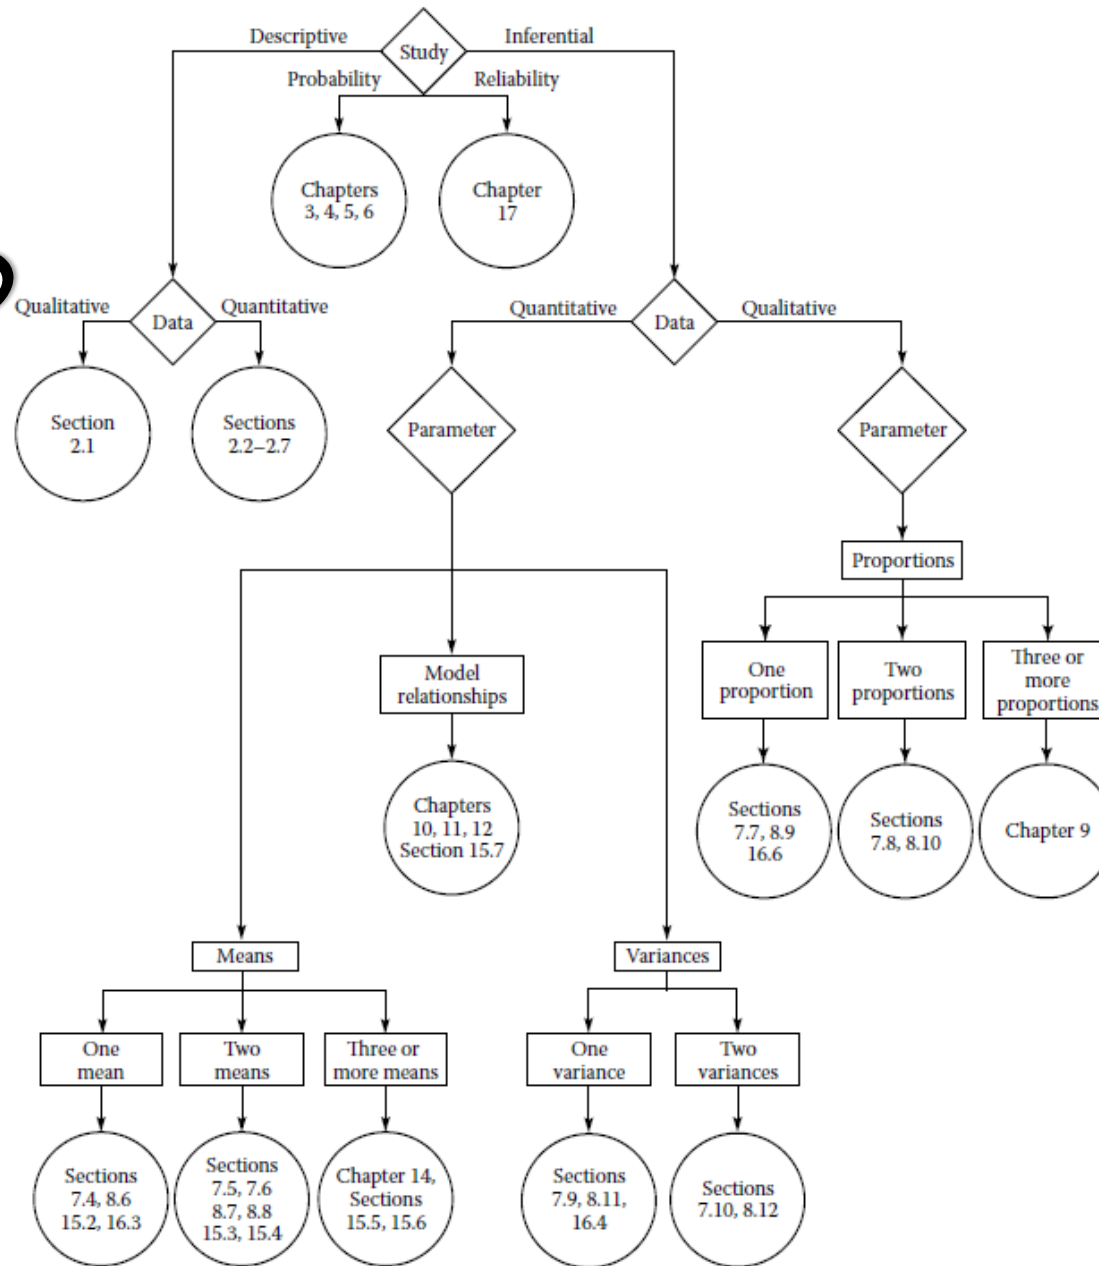 Descriptive
Study
Inferential
Probability
Reliability
Chapters
3, 4, 5, 6
Chapter
17
Qualitative
Data
Quantitative
Quantitative
Data
Qualitative
Section
2.1
Sections
2.2–2.7
Parameter
Parameter
Proportions
Model
relationships
One
proportion
Two
proportions
Three or
more
proportions
Chapters
10, 11, 12
Section 15.7
Sections
7.7, 8.9
16.6
Sections
7.8, 8.10
Chapter 9
Means
Variances
One
mean
Two
means
Three or
more means
One
variance
Two
variances
Sections
7.4, 8.6
15.2, 16.3
Sections
7.5, 7.6
8.7, 8.8
15.3, 15.4
Chapter 14,
Sections
15.5, 15.6
Sections
7.9, 8.11,
16.4
Sections
7.10, 8.12